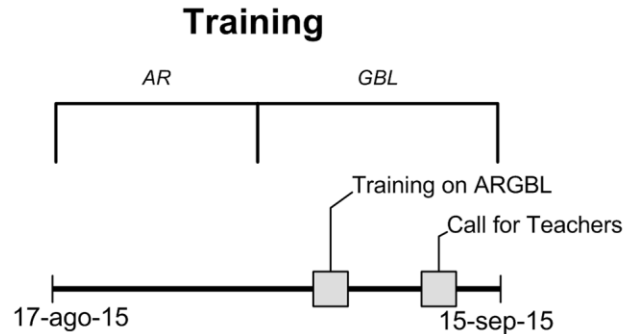 Training
AR
GBL
Training on ARGBL
Call for Teachers
17-ago-15
15-sep-15